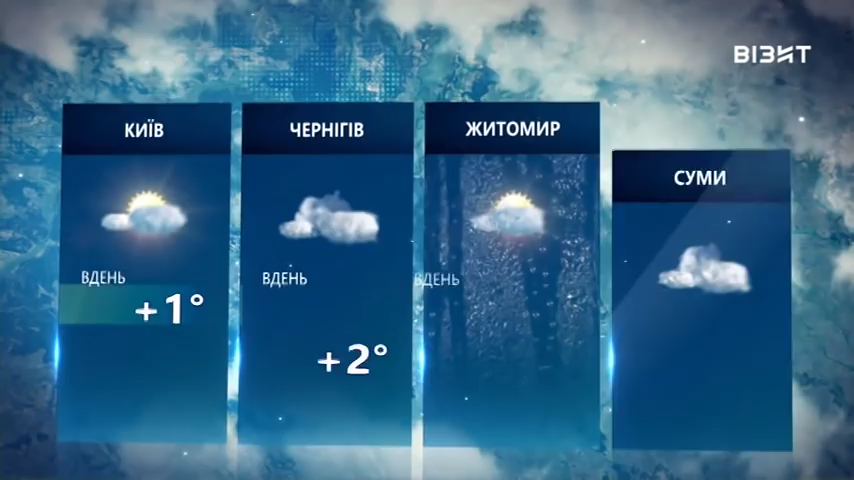 ВІЗИТ
КИЇВ
ЧЕРНІГІВ
ЖИТОМИР
СУМИ
ВДЕНЬ
ВДЕНЬ
ВДЕНЬ
+1°
+2°